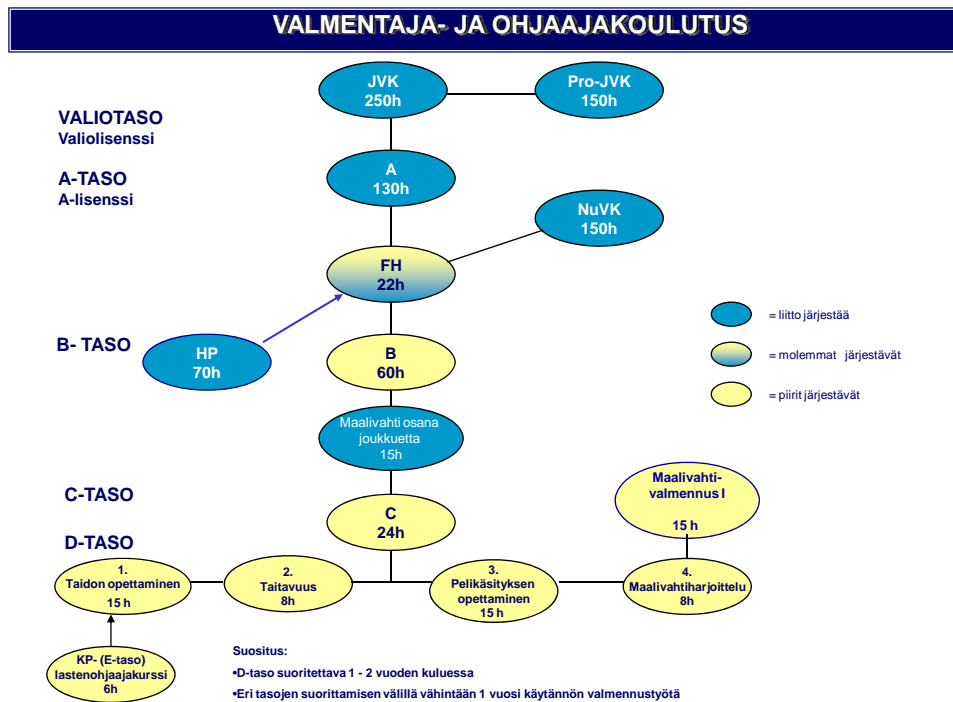 VALMENTAJA- JA OHJAAJAKOULUTUS
JVK
250h
Pro-JVK
150h
VALIOTASO
Valiolisenssi
A-TASO
A-lisenssi
A
130h
NuVK
150h
FH
22h
= liitto järjestää
B- TASO
HP
70h
B
60h
= molemmat järjestävät
= piirit järjestävät
Maalivahti osana
joukkuetta
15h
C-TASO
C
24h
Maalivahti-
valmennus I
15 h
D-TASO
1.
Taidon opettaminen
15 h
2.
Taitavuus
8h
3.
Pelikäsityksen
opettaminen
15 h
4.
Maalivahtiharjoittelu
8h
KP- (E-taso)
lastenohjaajakurssi
6h
Suositus:
•D-taso suoritettava 1 - 2 vuoden kuluessa
•Eri tasojen suorittamisen välillä vähintään 1 vuosi käytännön valmennustyötä